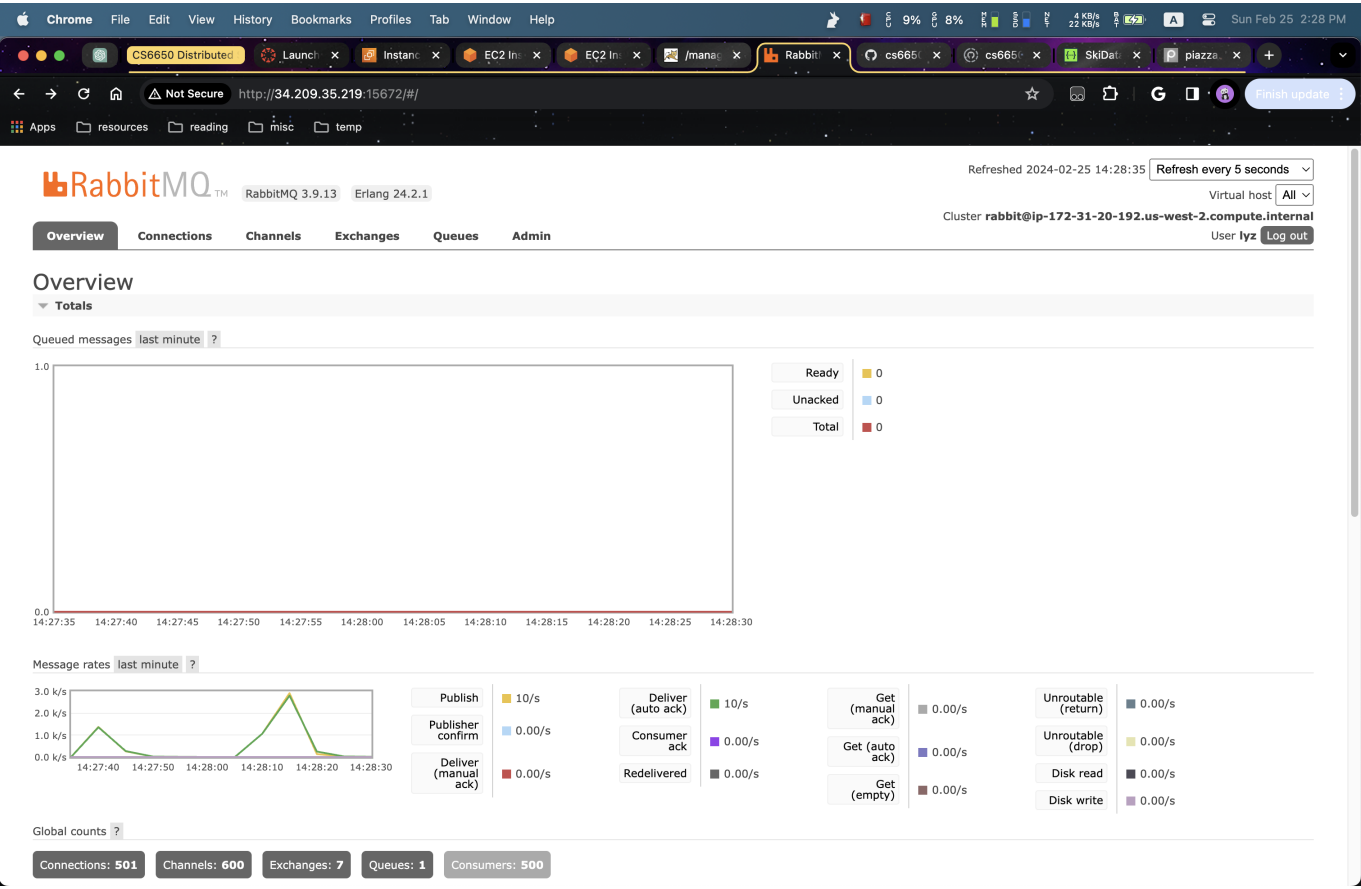 Chrome File Edit View History Bookmarks Profiles Tab Window Help
CPU 9% GPU 8% MEM SSD NET 4 KB/s 22 KB/s BAT A Sun Feb 25 2:28 PM
CS6650 Distributed Launch Instanc EC2 Ins EC2 Ins /manag Rabbit cs665 cs665 SkiDat piazza.
Not Secure http://34.209.35.219:15672/#/ G Finish update
Apps resources reading misc temp
Refreshed 2024-02-25 14:28:35 Refresh every 5 seconds
RabbitMQ TM RabbitMQ 3.9.13 Erlang 24.2.1
Virtual host All
Cluster rabbit@ip-172-31-20-192.us-west-2.compute.internal
User lyz Log out
Overview Connections Channels Exchanges Queues Admin
Overview
Totals
Queued messages last minute ?
1.0
0.0
14:27:35 14:27:40 14:27:45 14:27:50 14:27:55 14:28:00 14:28:05 14:28:10 14:28:15 14:28:20 14:28:25 14:28:30
Ready 0
Unacked 0
Total 0
Message rates last minute ?
3.0 k/s
2.0 k/s
1.0 k/s
0.0 k/s
14:27:40 14:27:50 14:28:00 14:28:10 14:28:20 14:28:30
Publish 10/s
Publisher
confirm 0.00/s
Deliver
(manual
ack) 0.00/s
Deliver
(auto ack) 10/s
Consumer
ack 0.00/s
Redelivered 0.00/s
Get
(manual
ack) 0.00/s
Get (auto
ack) 0.00/s
Get
(empty) 0.00/s
Unroutable
(return) 0.00/s
Unroutable
(drop) 0.00/s
Disk read 0.00/s
Disk write 0.00/s
Global counts ?
Connections: 501 Channels: 600 Exchanges: 7 Queues: 1 Consumers: 500